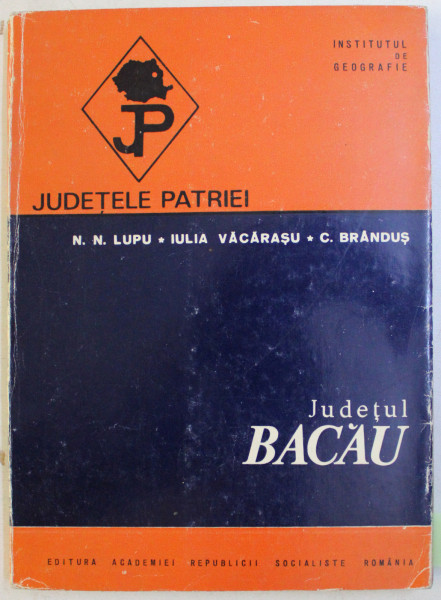 INSTITUTUL
DE
GEOGRAFIE
JP
JUDEȚELE PATRIEI
N. N. LUPU * IULIA VĂCĂRAȘU * C. BRÂNDUȘ
Județul
BACĂU
EDITURA ACADEMIEI REPUBLICII SOCIALISTE ROMÂNIA